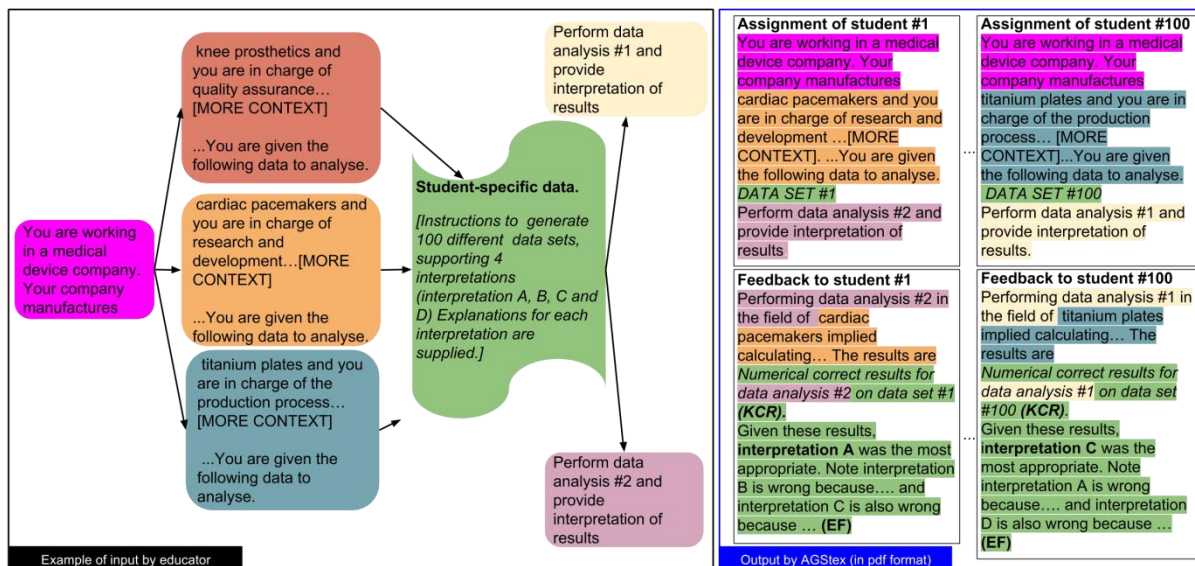 You are working
in a medical
device company.
Your company
manufactures
knee prosthetics and
you are in charge of
quality assurance…
[MORE CONTEXT]
...You are given the
following data to analyse.
cardiac pacemakers and
you are in charge of
research and
development…[MORE
CONTEXT]
...You are given the
following data to analyse.
titanium plates and you
are in charge of the
production process…
[MORE CONTEXT]
...You are given the
following data to
analyse.
Student-specific data.
[Instructions to generate
100 different data sets,
supporting 4
interpretations
(interpretation A, B, C and
D) Explanations for each
interpretation are
supplied.]
Perform data
analysis #1 and
provide
interpretation of
results
Perform data
analysis #2 and
provide
interpretation of
results
Example of input by educator
Assignment of student #1
You are working in a medical
device company. Your
company manufactures
cardiac pacemakers and you
are in charge of research and
development …[MORE
CONTEXT]. ...You are given
the following data to analyse.
DATA SET #1
Perform data analysis #2 and
provide interpretation of
results.
...
Assignment of student #100
You are working in a medical
device company. Your
company manufactures
titanium plates and you are in
charge of the production
process… [MORE
CONTEXT]...You are given
the following data to analyse.
DATA SET #100
Perform data analysis #1 and
provide interpretation of
results.
Feedback to student #1
Performing data analysis #2 in
the field of cardiac
pacemakers implied
calculating… The results are
Numerical correct results for
data analysis #2 on data set #1
(KCR).
Given these results,
interpretation A was the most
appropriate. Note interpretation
B is wrong because…. and
interpretation C is also wrong
because … (EF)
...
Feedback to student #100
Performing data analysis #1 in
the field of titanium plates
implied calculating… The
results are
Numerical correct results for
data analysis #1 on data set
#100 (KCR).
Given these results,
interpretation C was the
most appropriate. Note
interpretation A is wrong
because…. and interpretation
D is also wrong because …
(EF)
Output by AGStex (in pdf format)